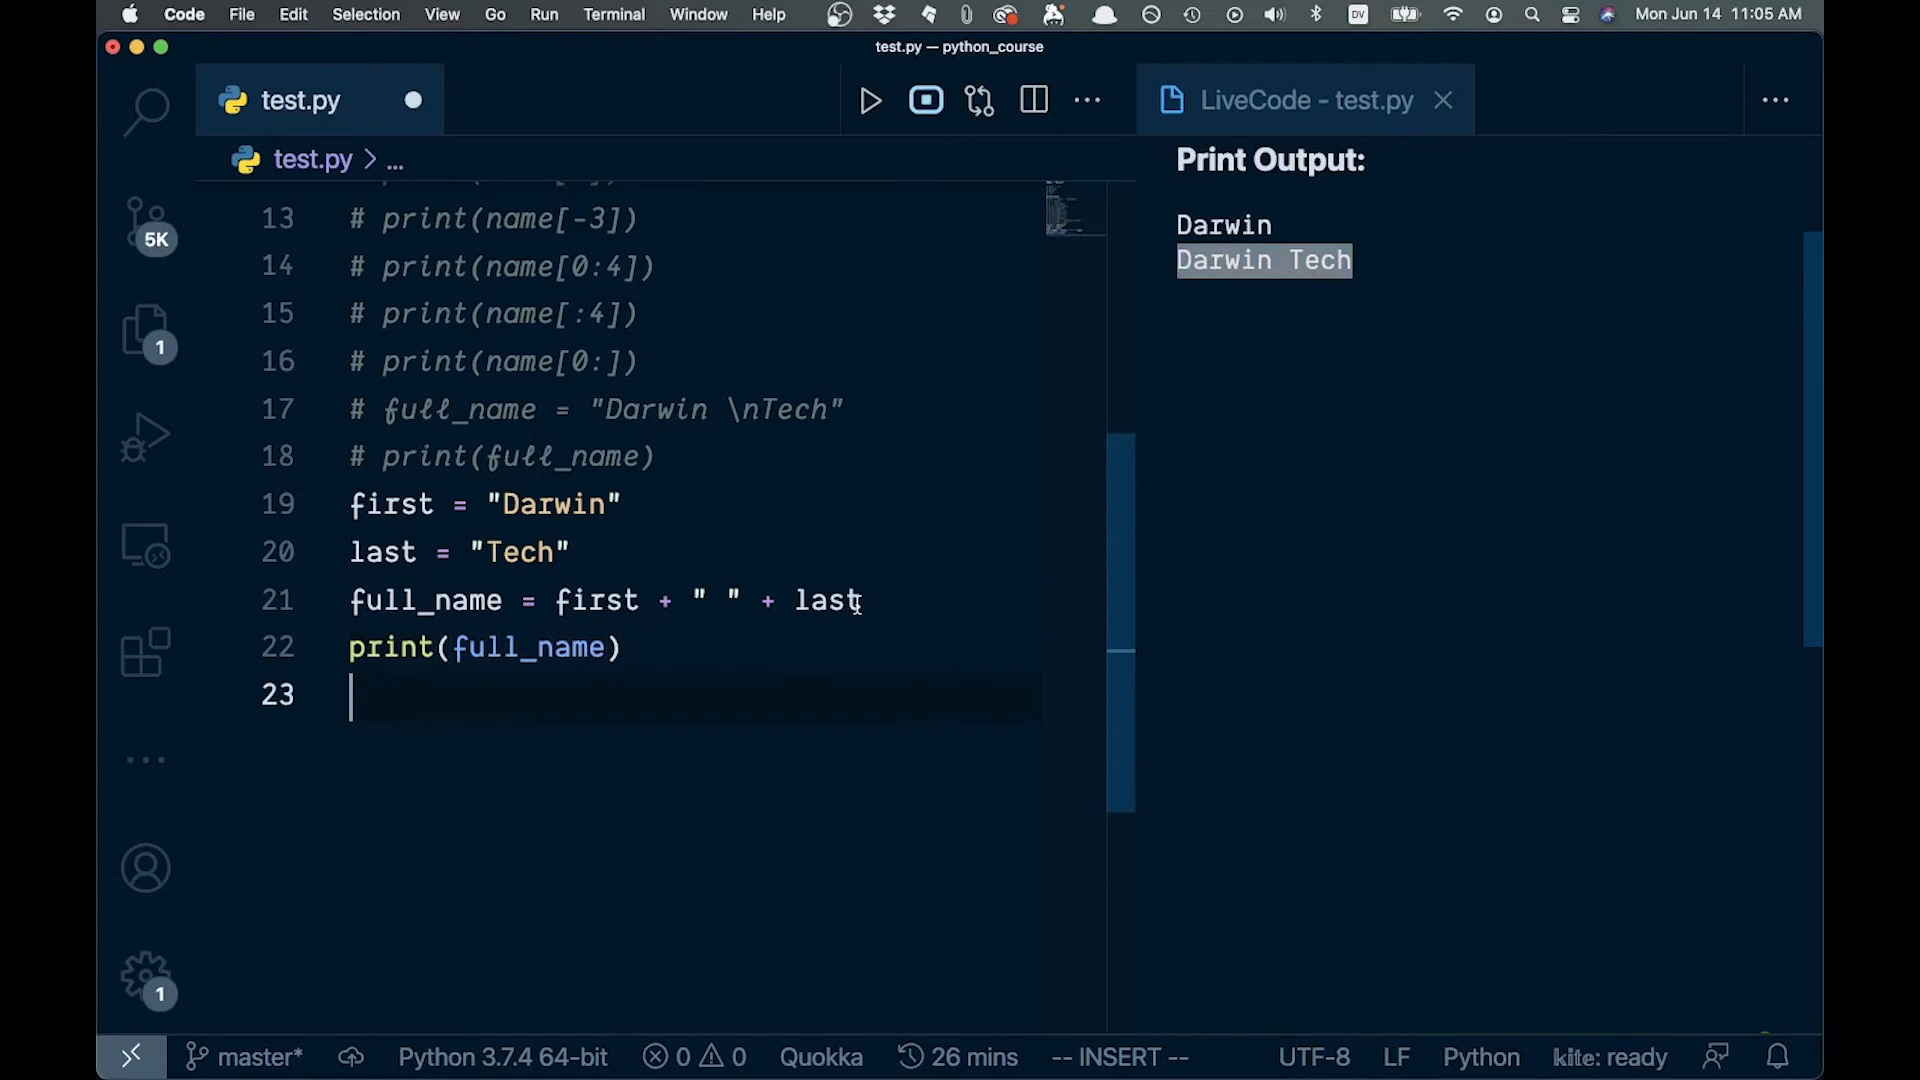 Code File Edit Selection View Go Run Terminal Window Help DV Mon Jun 14 11:05 AM
test.py — python_course
test.py
LiveCode - test.py
test.py > ...
Print Output:
13 # print(name[-3])
14 # print(name[0:4])
15 # print(name[:4])
16 # print(name[0:])
17 # full_name = "Darwin \nTech"
18 # print(full_name)
19 first = "Darwin"
20 last = "Tech"
21 full_name = first + " " + last
22 print(full_name)
23
Darwin
Darwin Tech
5K
1
1
master* Python 3.7.4 64-bit 0 0 Quokka 26 mins -- INSERT -- UTF-8 LF Python kite: ready